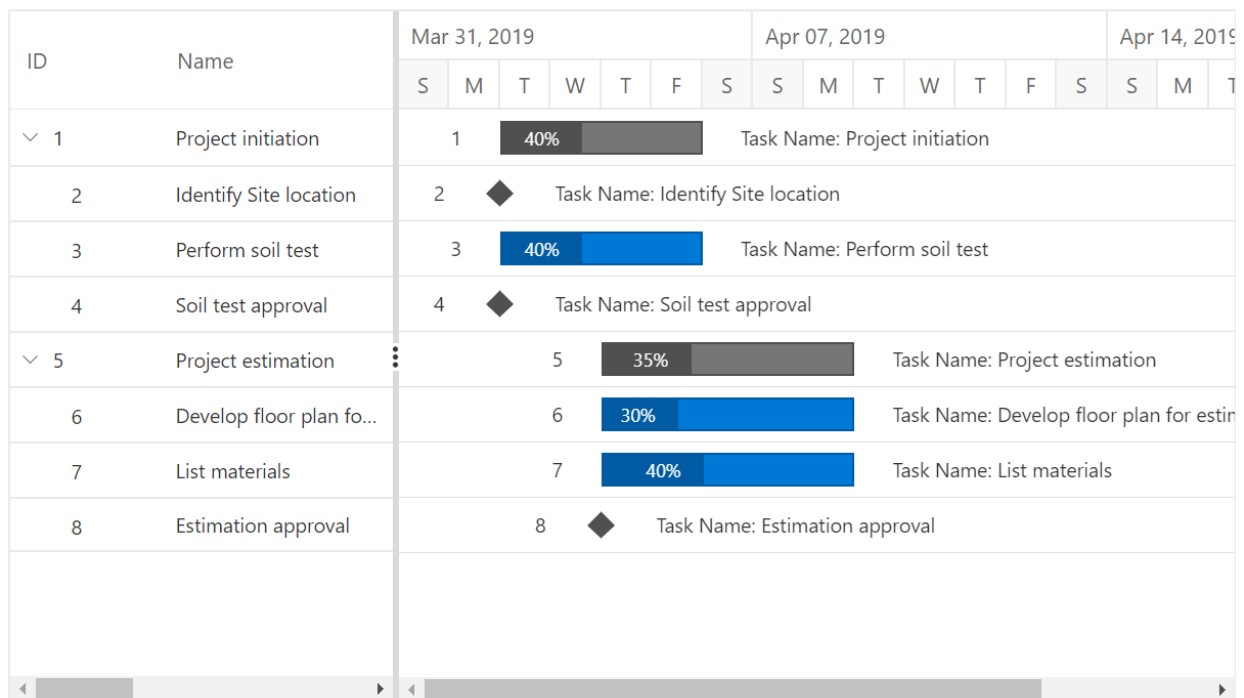 Mar 31, 2019 Apr 07, 2019 Apr 14, 2019
ID Name
S M T W T F S S M T W T F S S M T
1 Project initiation 1 40% Task Name: Project initiation
2 Identify Site location 2 Task Name: Identify Site location
3 Perform soil test 3 40% Task Name: Perform soil test
4 Soil test approval 4 Task Name: Soil test approval
5 Project estimation 5 35% Task Name: Project estimation
6 Develop floor plan fo... 6 30% Task Name: Develop floor plan for estim
7 List materials 7 40% Task Name: List materials
8 Estimation approval 8 Task Name: Estimation approval